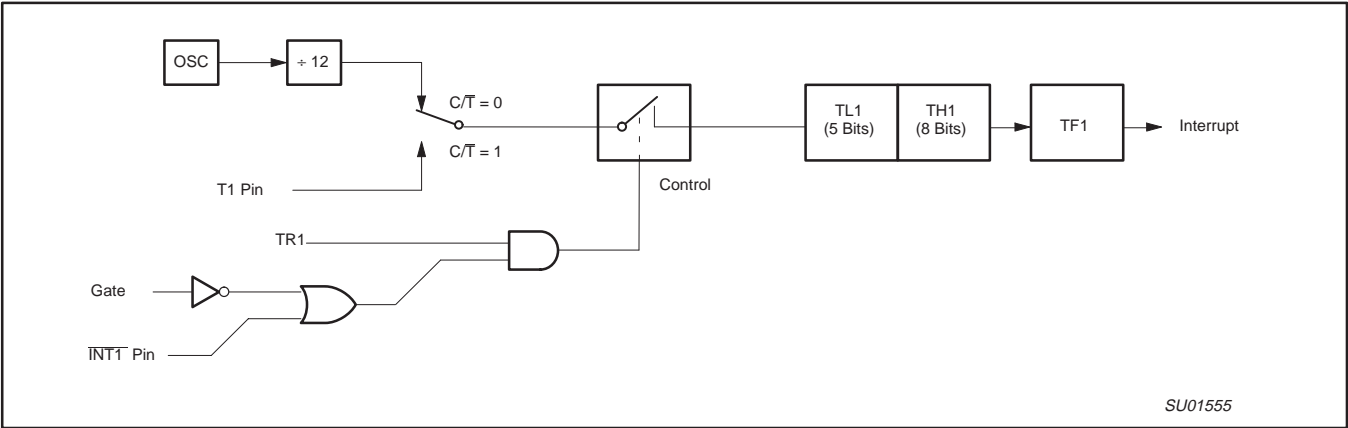 OSC
÷ 12
C/T̅ = 0
TL1
(5 Bits)
TH1
(8 Bits)
TF1
Interrupt
C/T̅ = 1
T1 Pin
Control
TR1
Gate
I̅N̅T̅1̅ Pin
SU01555